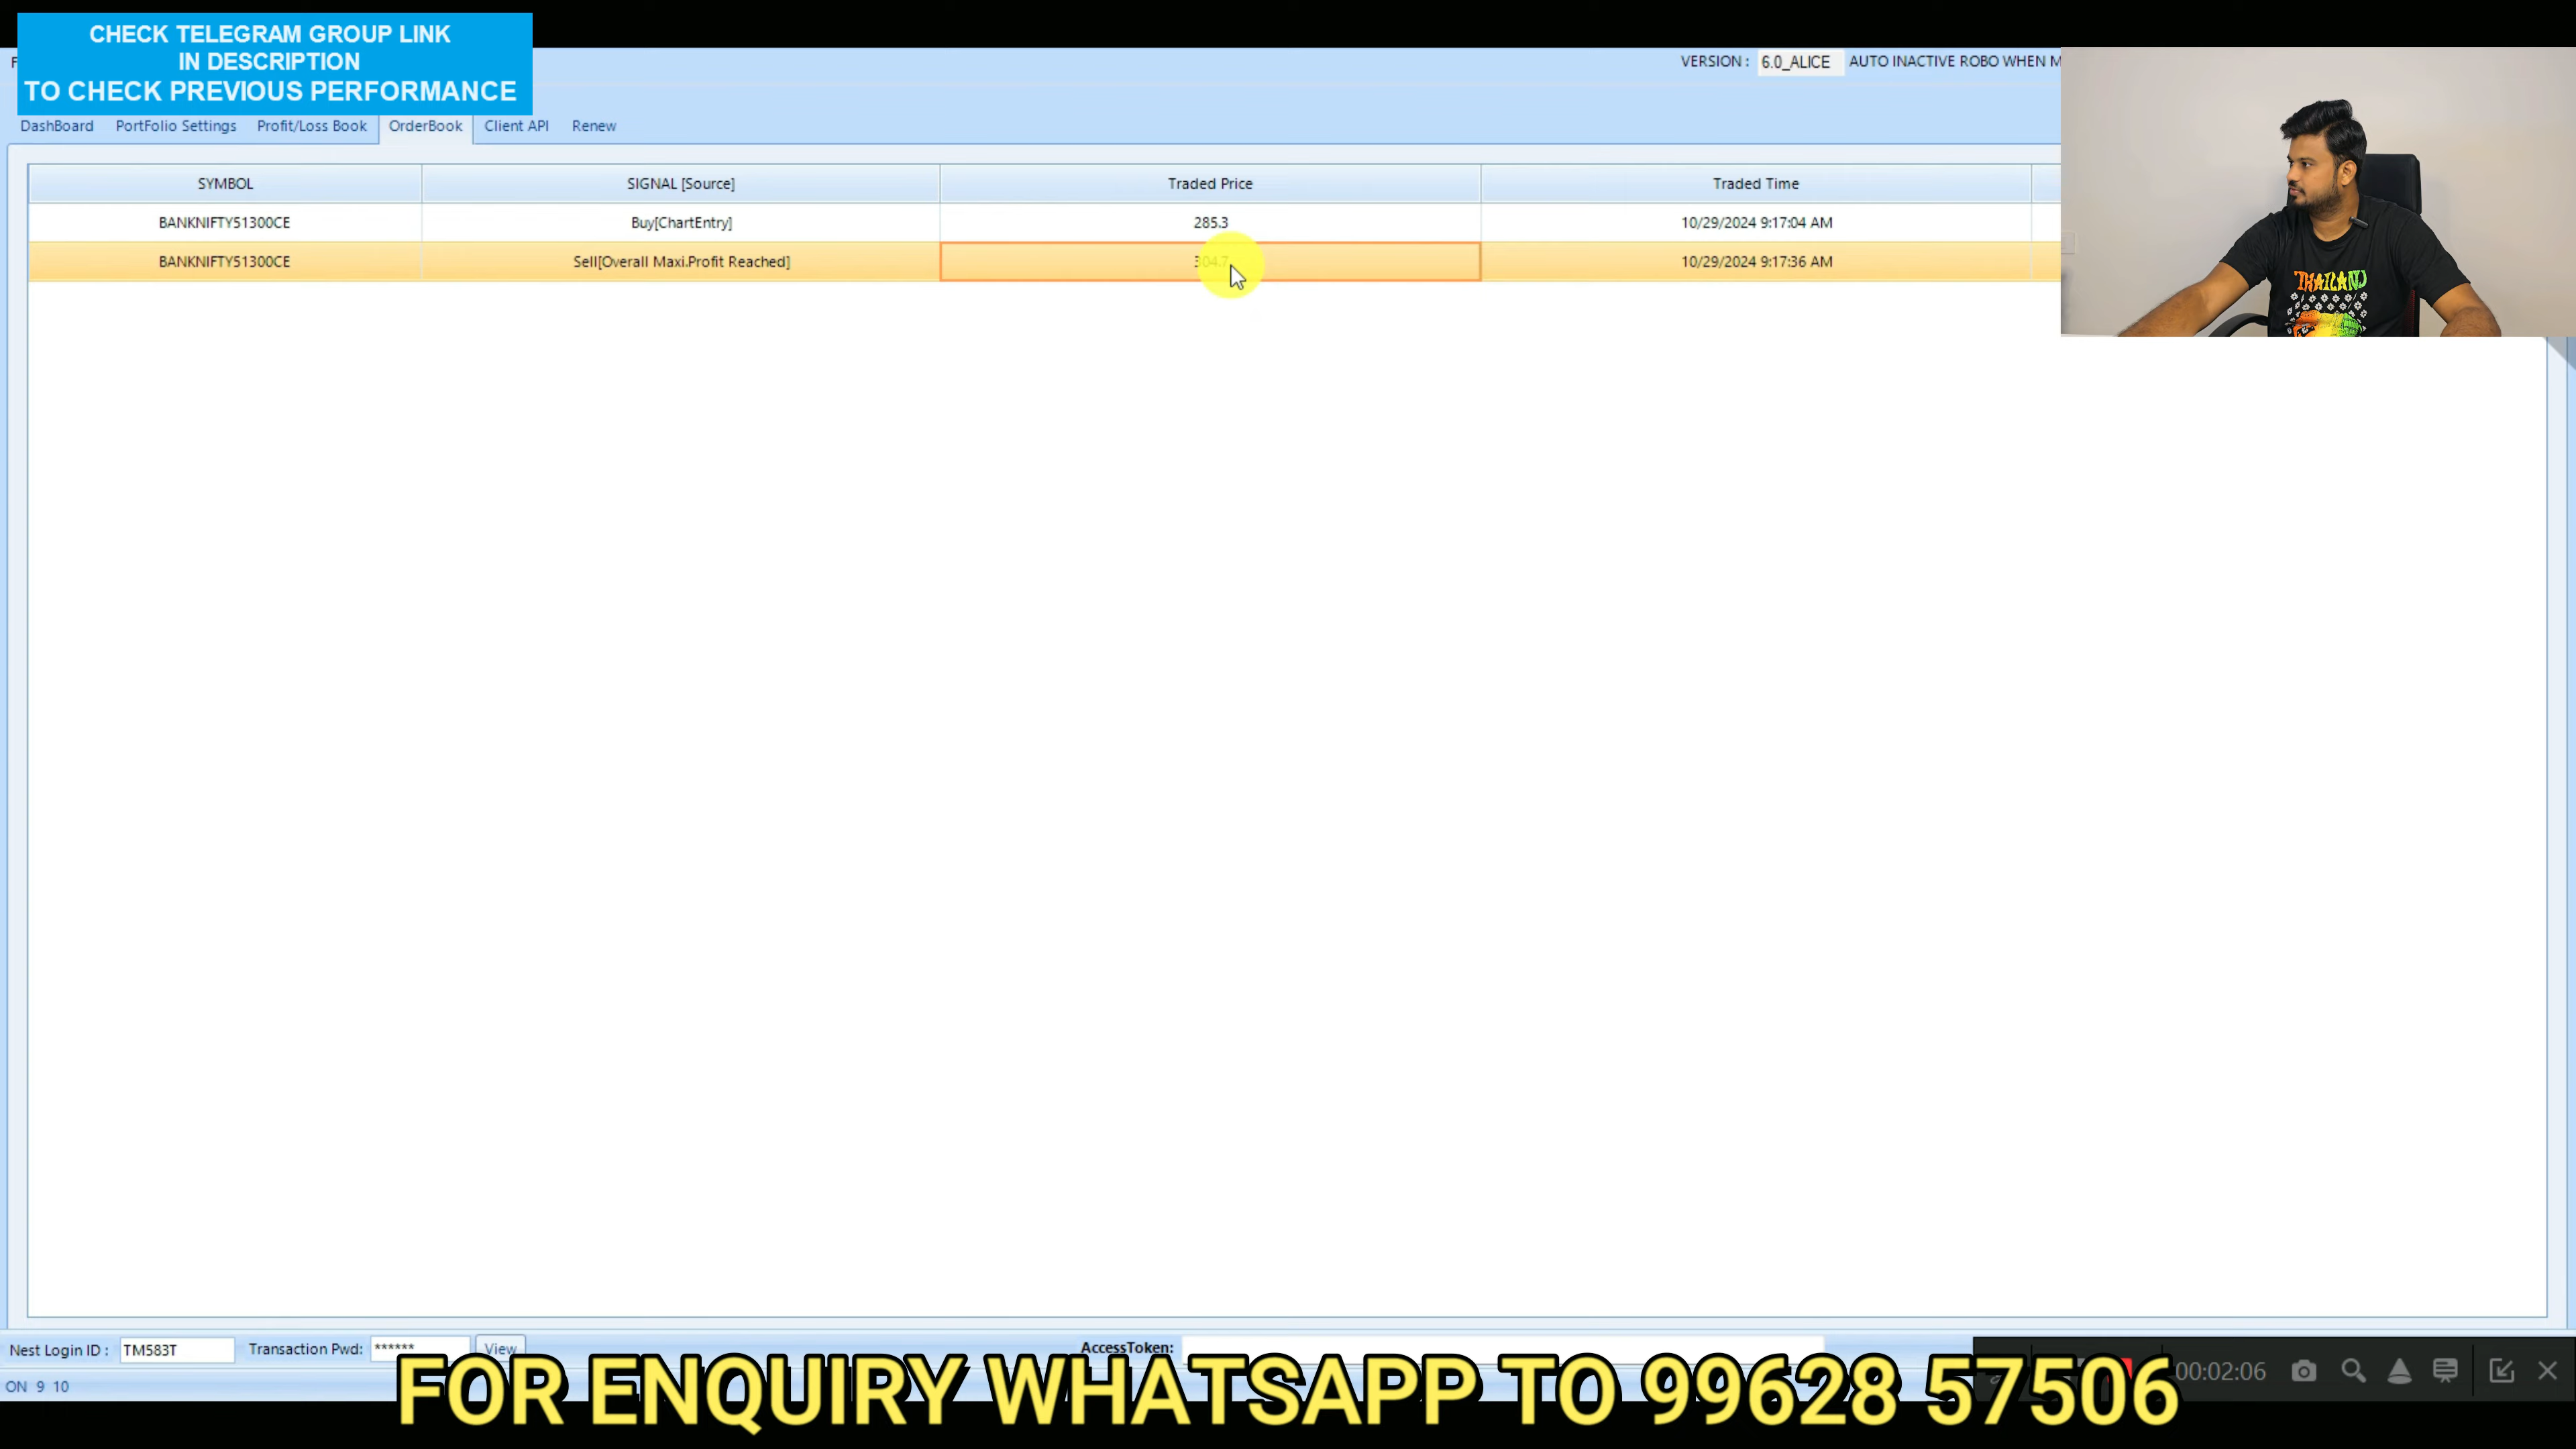 CHECK TELEGRAM GROUP LINK
IN DESCRIPTION
TO CHECK PREVIOUS PERFORMANCE
VERSION : 6.0_ALICE AUTO INACTIVE ROBO WHEN M
DashBoard PortFolio Settings Profit/Loss Book OrderBook Client API Renew
SYMBOL SIGNAL [Source] Traded Price Traded Time
BANKNIFTY51300CE Buy[ChartEntry] 285.3 10/29/2024 9:17:04 AM
BANKNIFTY51300CE Sell[Overall Maxi.Profit Reached] 304.7 10/29/2024 9:17:36 AM
THAILAND
Nest Login ID : TM583T Transaction Pwd: ****** View AccessToken:
ON 9 10
00:02:06
FOR ENQUIRY WHATSAPP TO 99628 57506